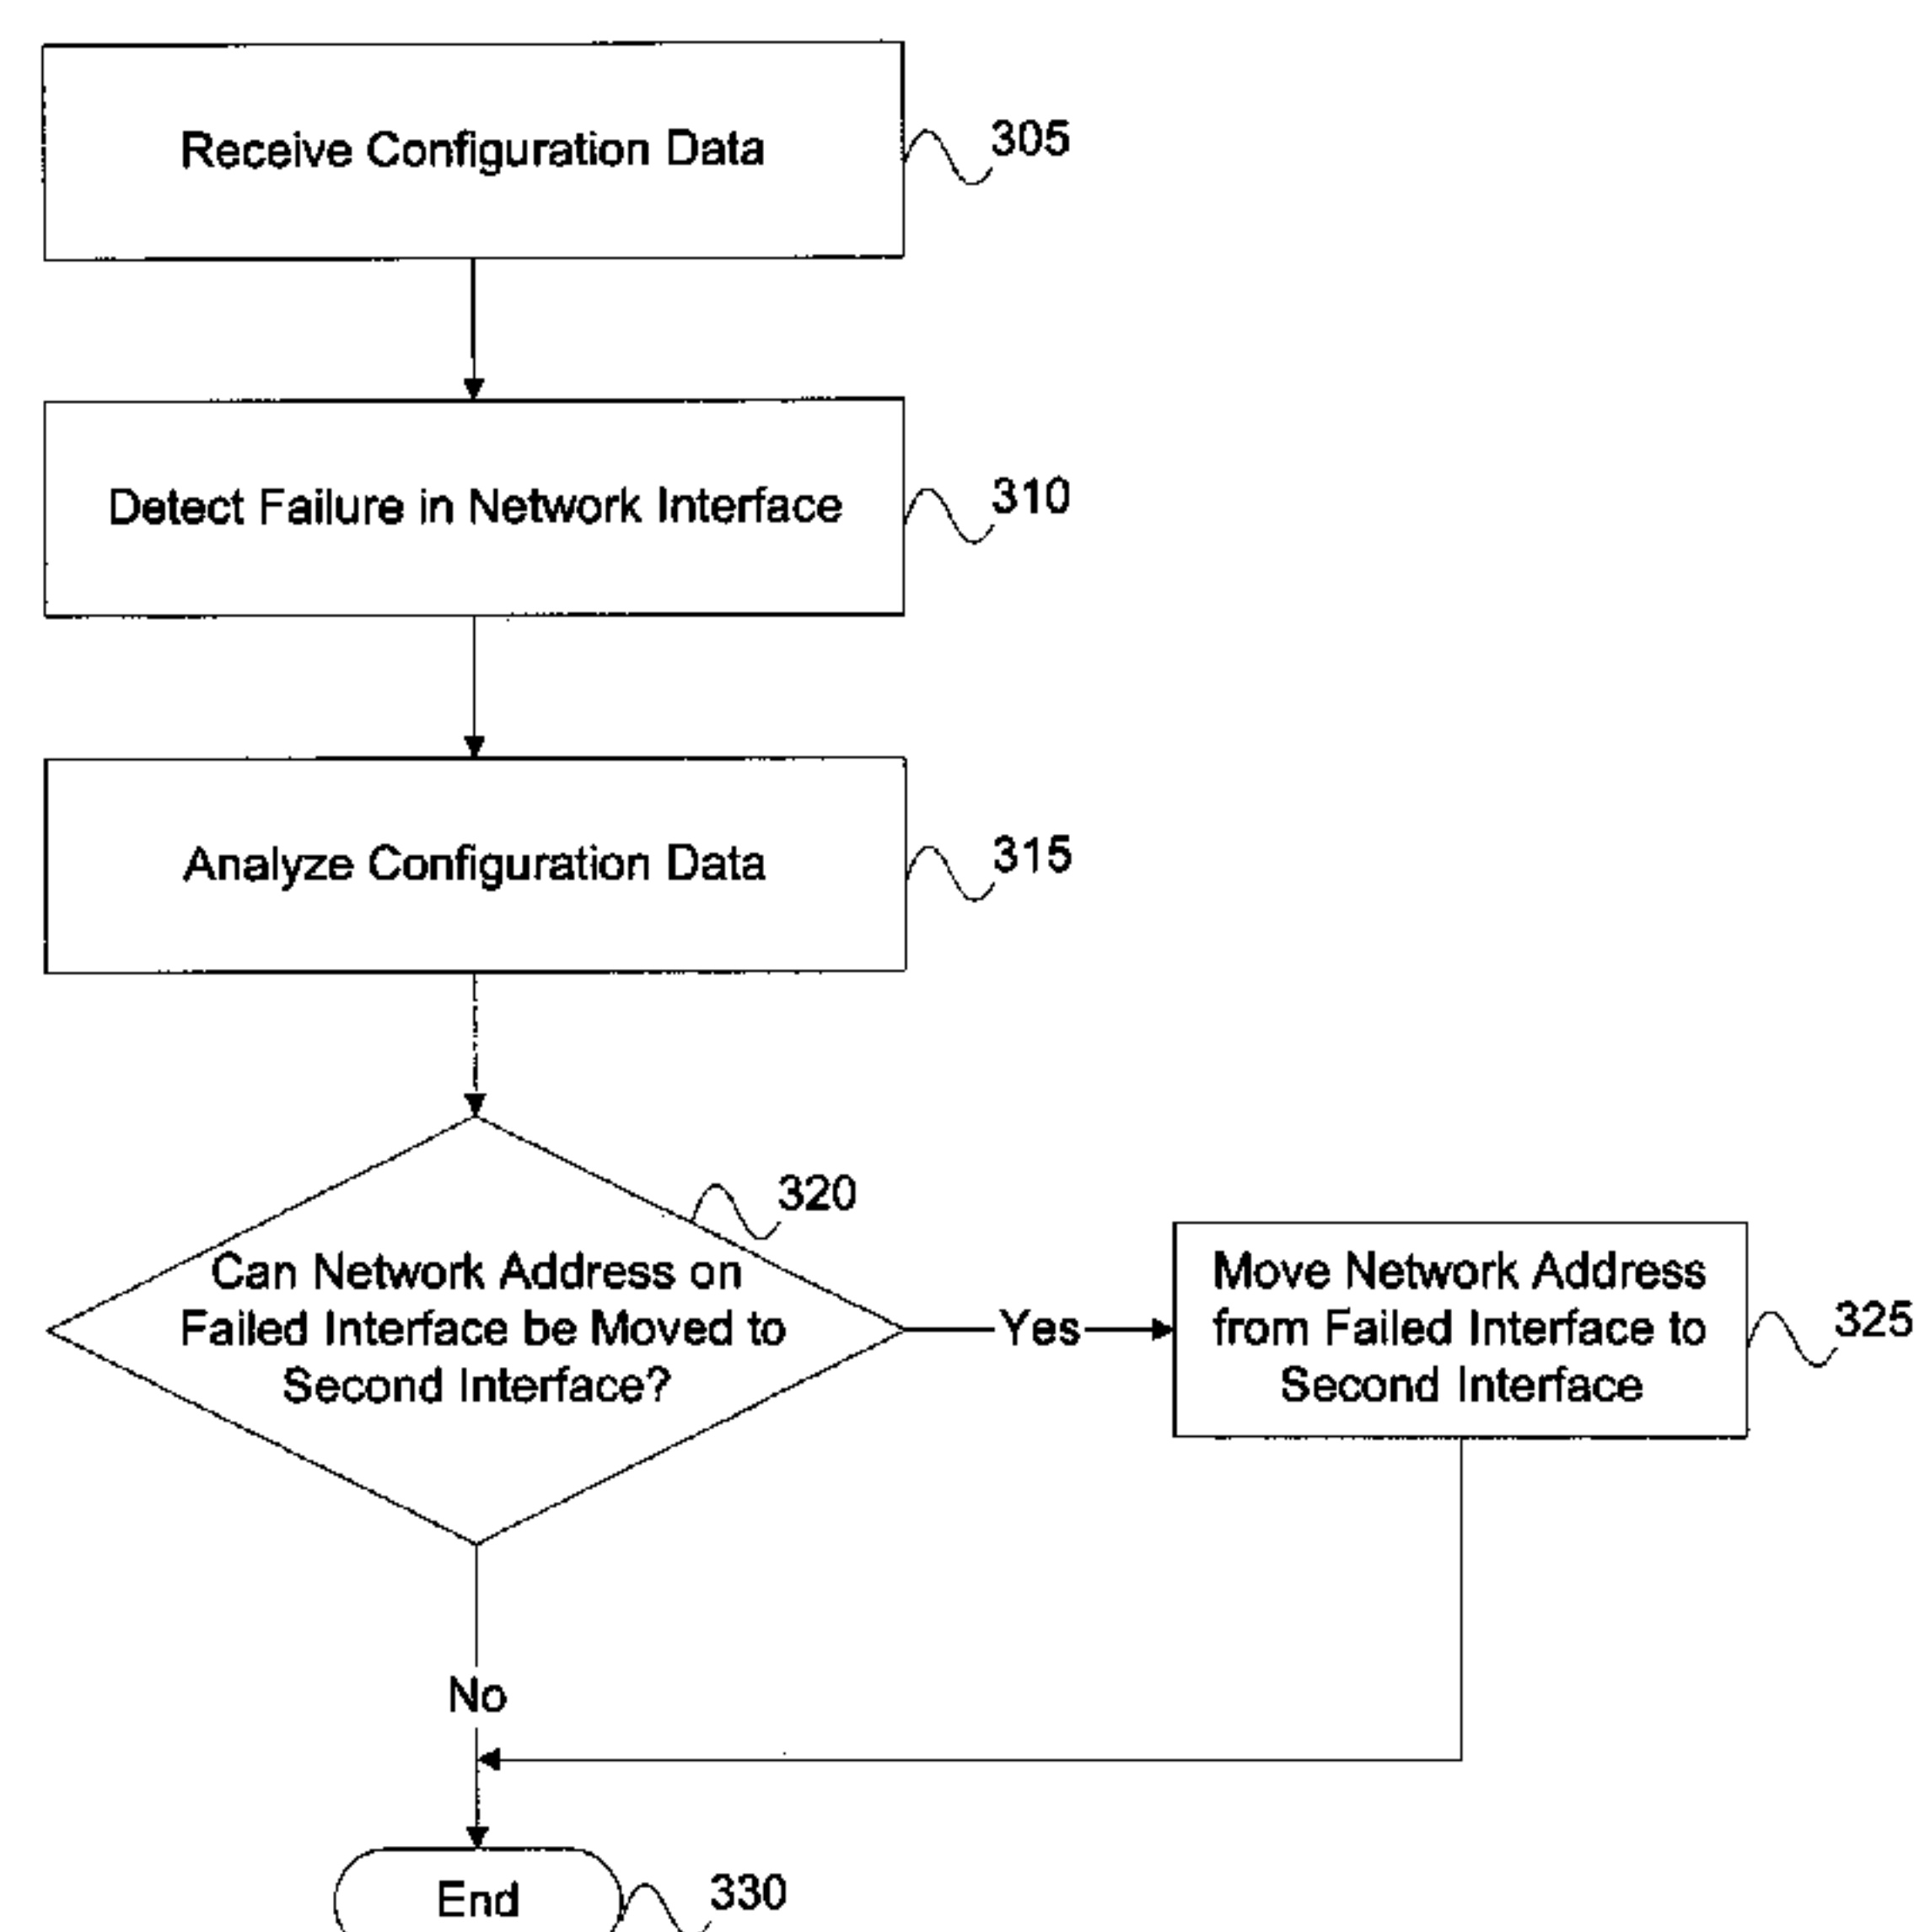 Receive Configuration Data
305
Detect Failure in Network Interface
310
Analyze Configuration Data
315
320
Can Network Address on
Failed Interface be Moved to
Second Interface?
Yes
Move Network Address
from Failed Interface to
Second Interface
325
No
End
330